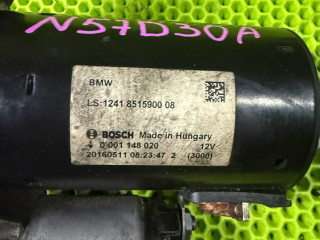 N57D30A
BMW
LS:1241 8515900 08
BOSCH Made in Hungary
0 001 148 020 12V
20160511 08:23:47 2 (3000)